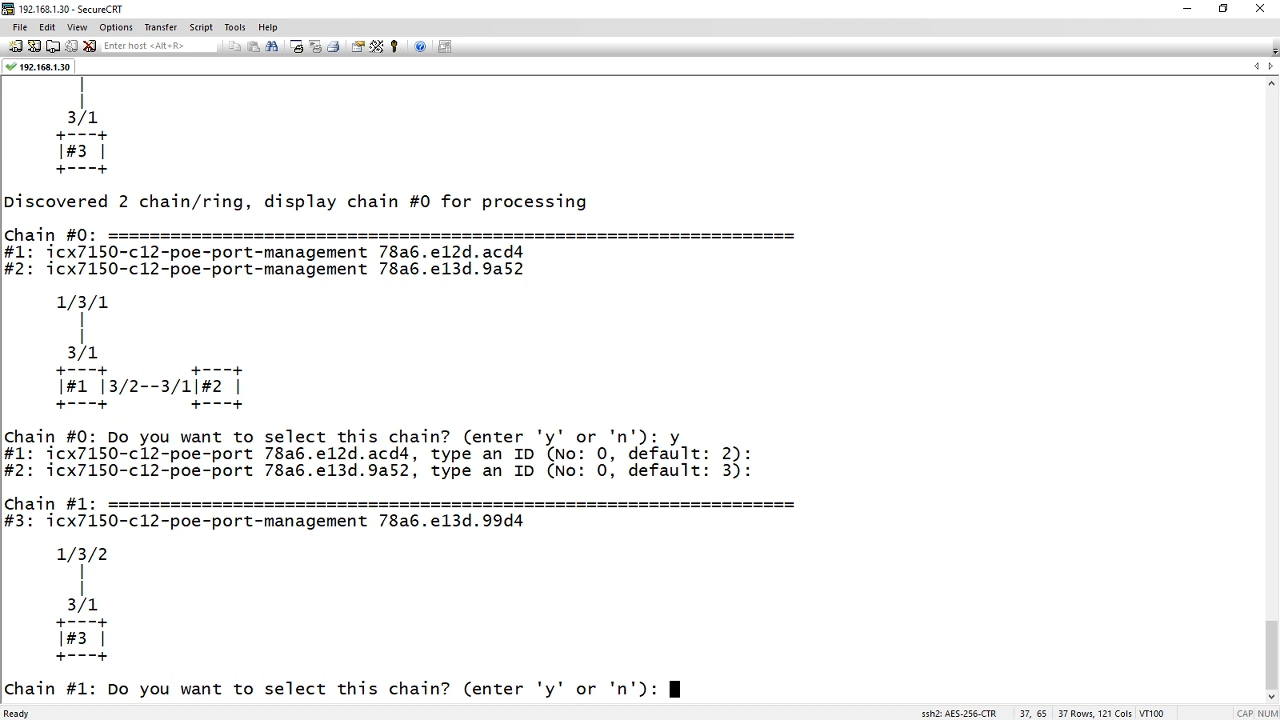 192.168.1.30 - SecureCRT
File Edit View Options Transfer Script Tools Help
Enter host <Alt+R>
192.168.1.30
|
|
3/1
+---+
|#3 |
+---+
Discovered 2 chain/ring, display chain #0 for processing
Chain #0: ==================================================================
#1: icx7150-c12-poe-port-management 78a6.e12d.acd4
#2: icx7150-c12-poe-port-management 78a6.e13d.9a52
1/3/1
|
|
3/1
+---+        +---+
|#1 |3/2--3/1|#2 |
+---+        +---+
Chain #0: Do you want to select this chain? (enter 'y' or 'n'): y
#1: icx7150-c12-poe-port 78a6.e12d.acd4, type an ID (No: 0, default: 2):
#2: icx7150-c12-poe-port 78a6.e13d.9a52, type an ID (No: 0, default: 3):
Chain #1: ==================================================================
#3: icx7150-c12-poe-port-management 78a6.e13d.99d4
1/3/2
|
|
3/1
+---+
|#3 |
+---+
Chain #1: Do you want to select this chain? (enter 'y' or 'n'):
Ready ssh2: AES-256-CTR 37, 65 37 Rows, 121 Cols VT100 CAP NUM